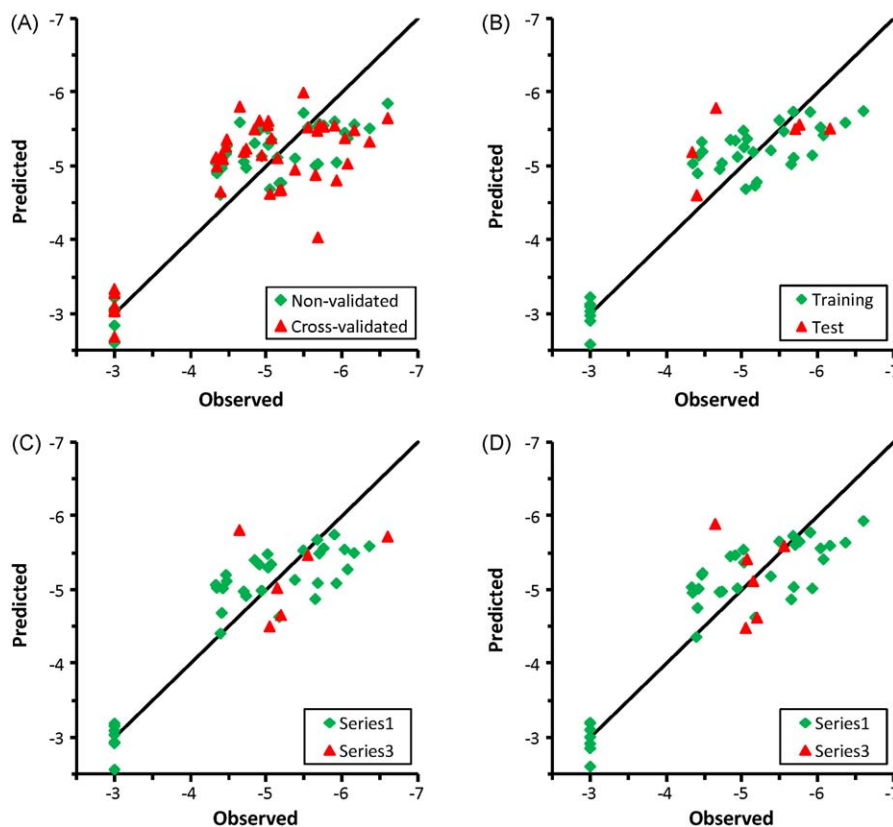 (A)
-7
-6
-5
-4
-3
Predicted
Non-validated
Cross-validated
-3 -4 -5 -6 -7
Observed
(B)
-7
-6
-5
-4
-3
Predicted
Training
Test
-3 -4 -5 -6 -7
Observed
(C)
-7
-6
-5
-4
-3
Predicted
Series1
Series3
-3 -4 -5 -6 -7
Observed
(D)
-7
-6
-5
-4
-3
Predicted
Series1
Series3
-3 -4 -5 -6 -7
Observed